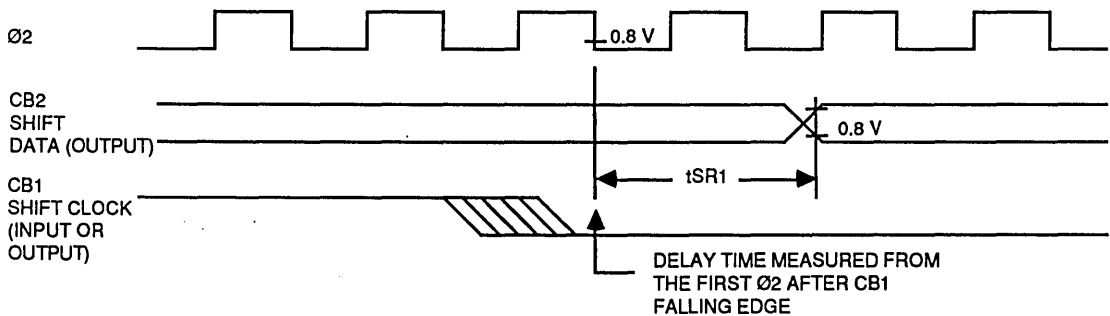 Ø2
0.8 V
CB2
SHIFT
DATA (OUTPUT)
0.8 V
tSR1
CB1
SHIFT CLOCK
(INPUT OR
OUTPUT)
DELAY TIME MEASURED FROM
THE FIRST Ø2 AFTER CB1
FALLING EDGE